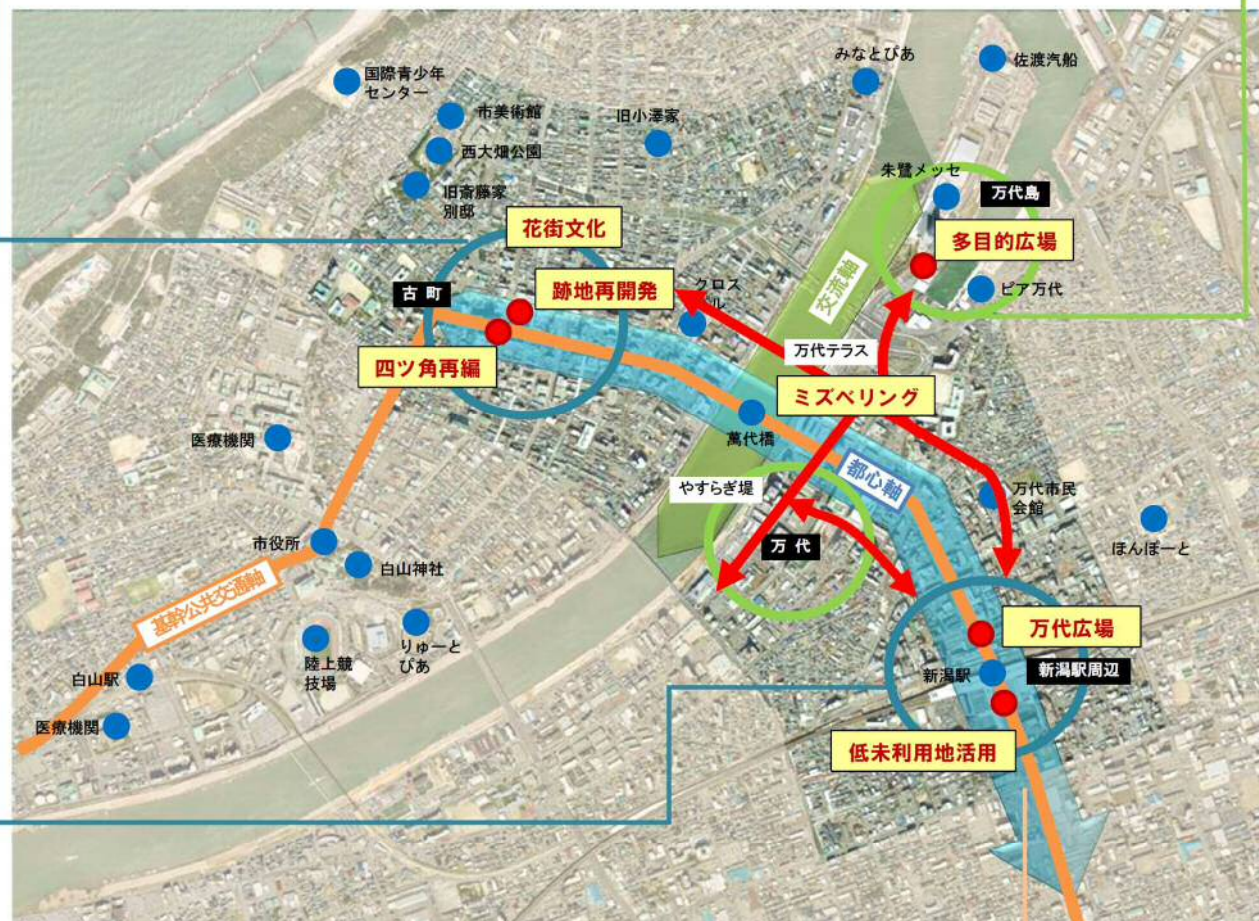 みなとぴあ
佐渡汽船
国際青少年
センター
市美術館
旧小澤家
西大畑公園
旧斎藤家
別邸
朱鷺メッセ
万代島
花街文化
多目的広場
交流軸
古町
跡地再開発
クロス
ル
ピア万代
万代テラス
四ツ角再編
ミズベリング
萬代橋
医療機関
都心軸
やすらぎ堤
万代市民
会館
万代
ほんぽーと
市役所
白山神社
基幹公共交通軸
万代広場
りゅーと
ぴあ
陸上競
技場
新潟駅
新潟駅周辺
白山駅
医療機関
低未利用地活用